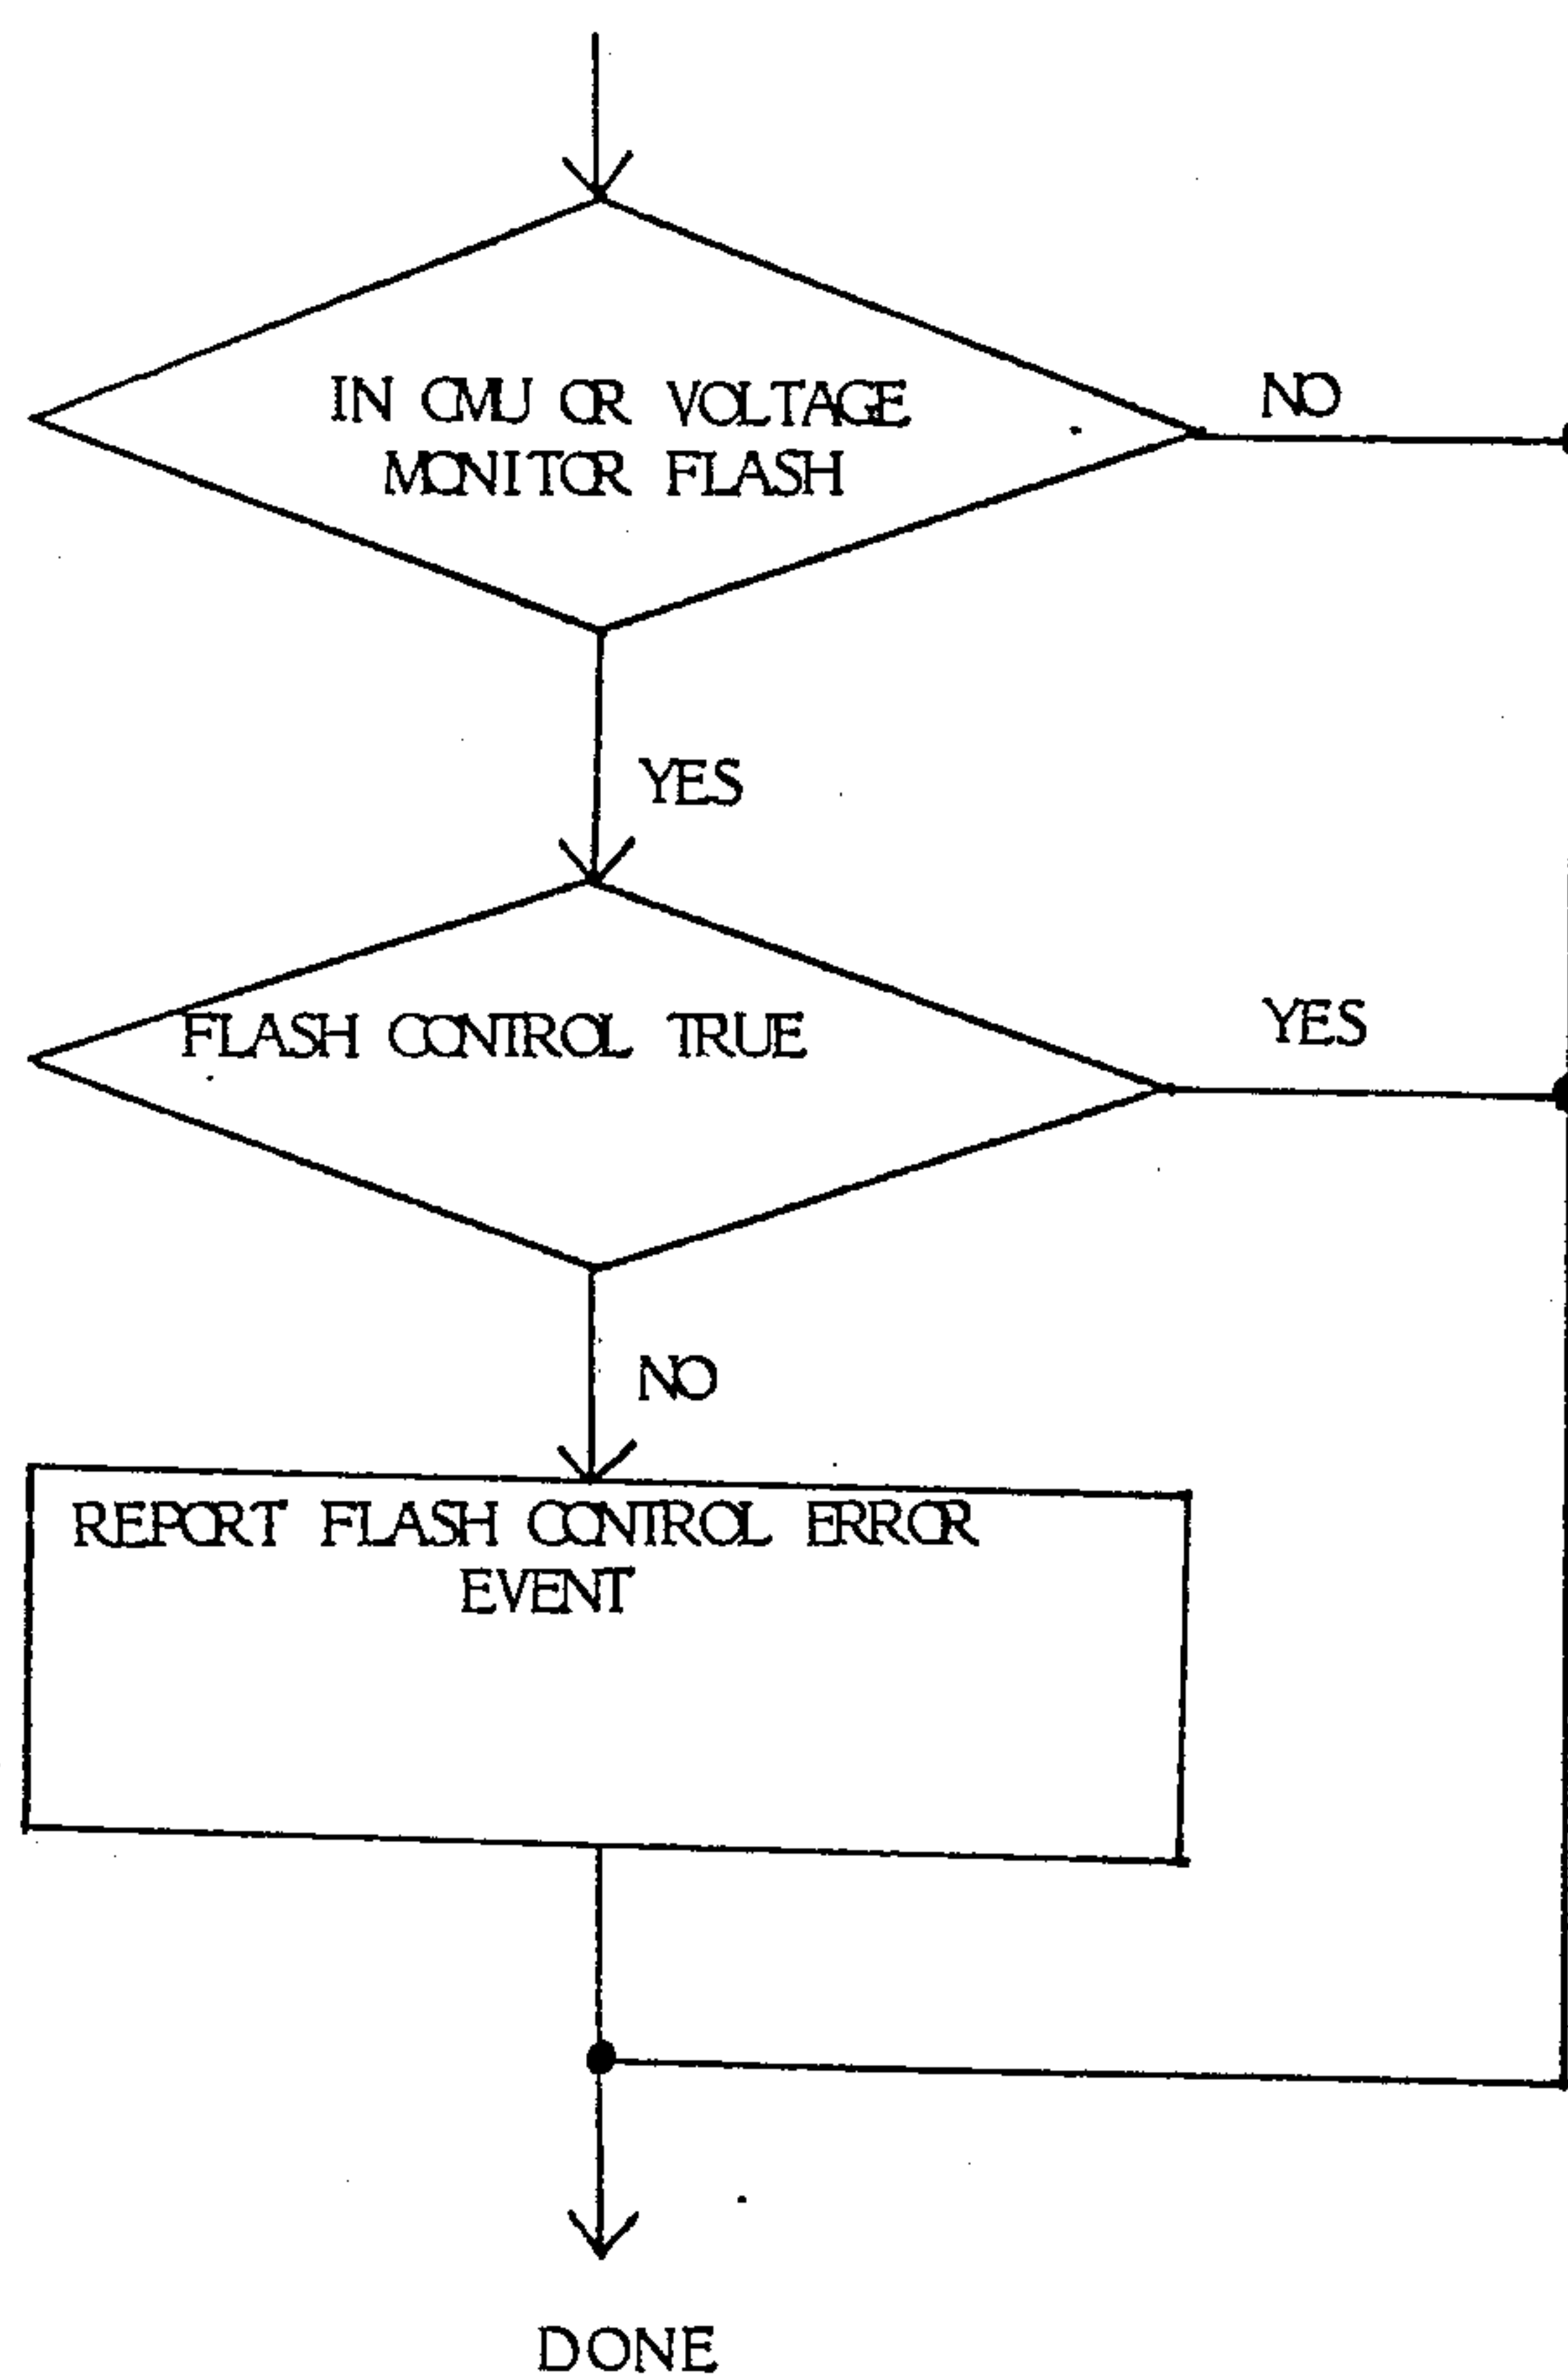 IN CMU OR VOLTAGE
MONITOR FLASH
NO
YES
FLASH CONTROL TRUE
YES
NO
REPORT FLASH CONTROL ERROR
EVENT
DONE